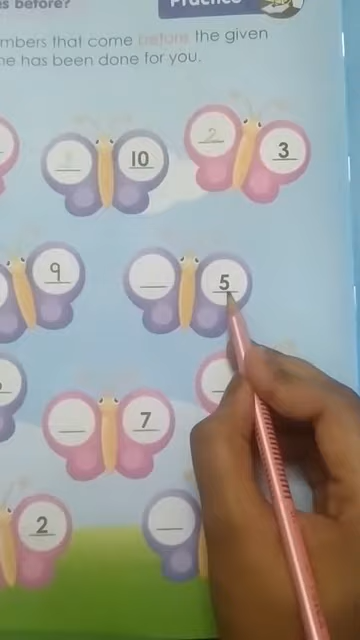 s before?
Practice
mbers that come before the given
ne has been done for you.
10
2 3
9
5
7
2